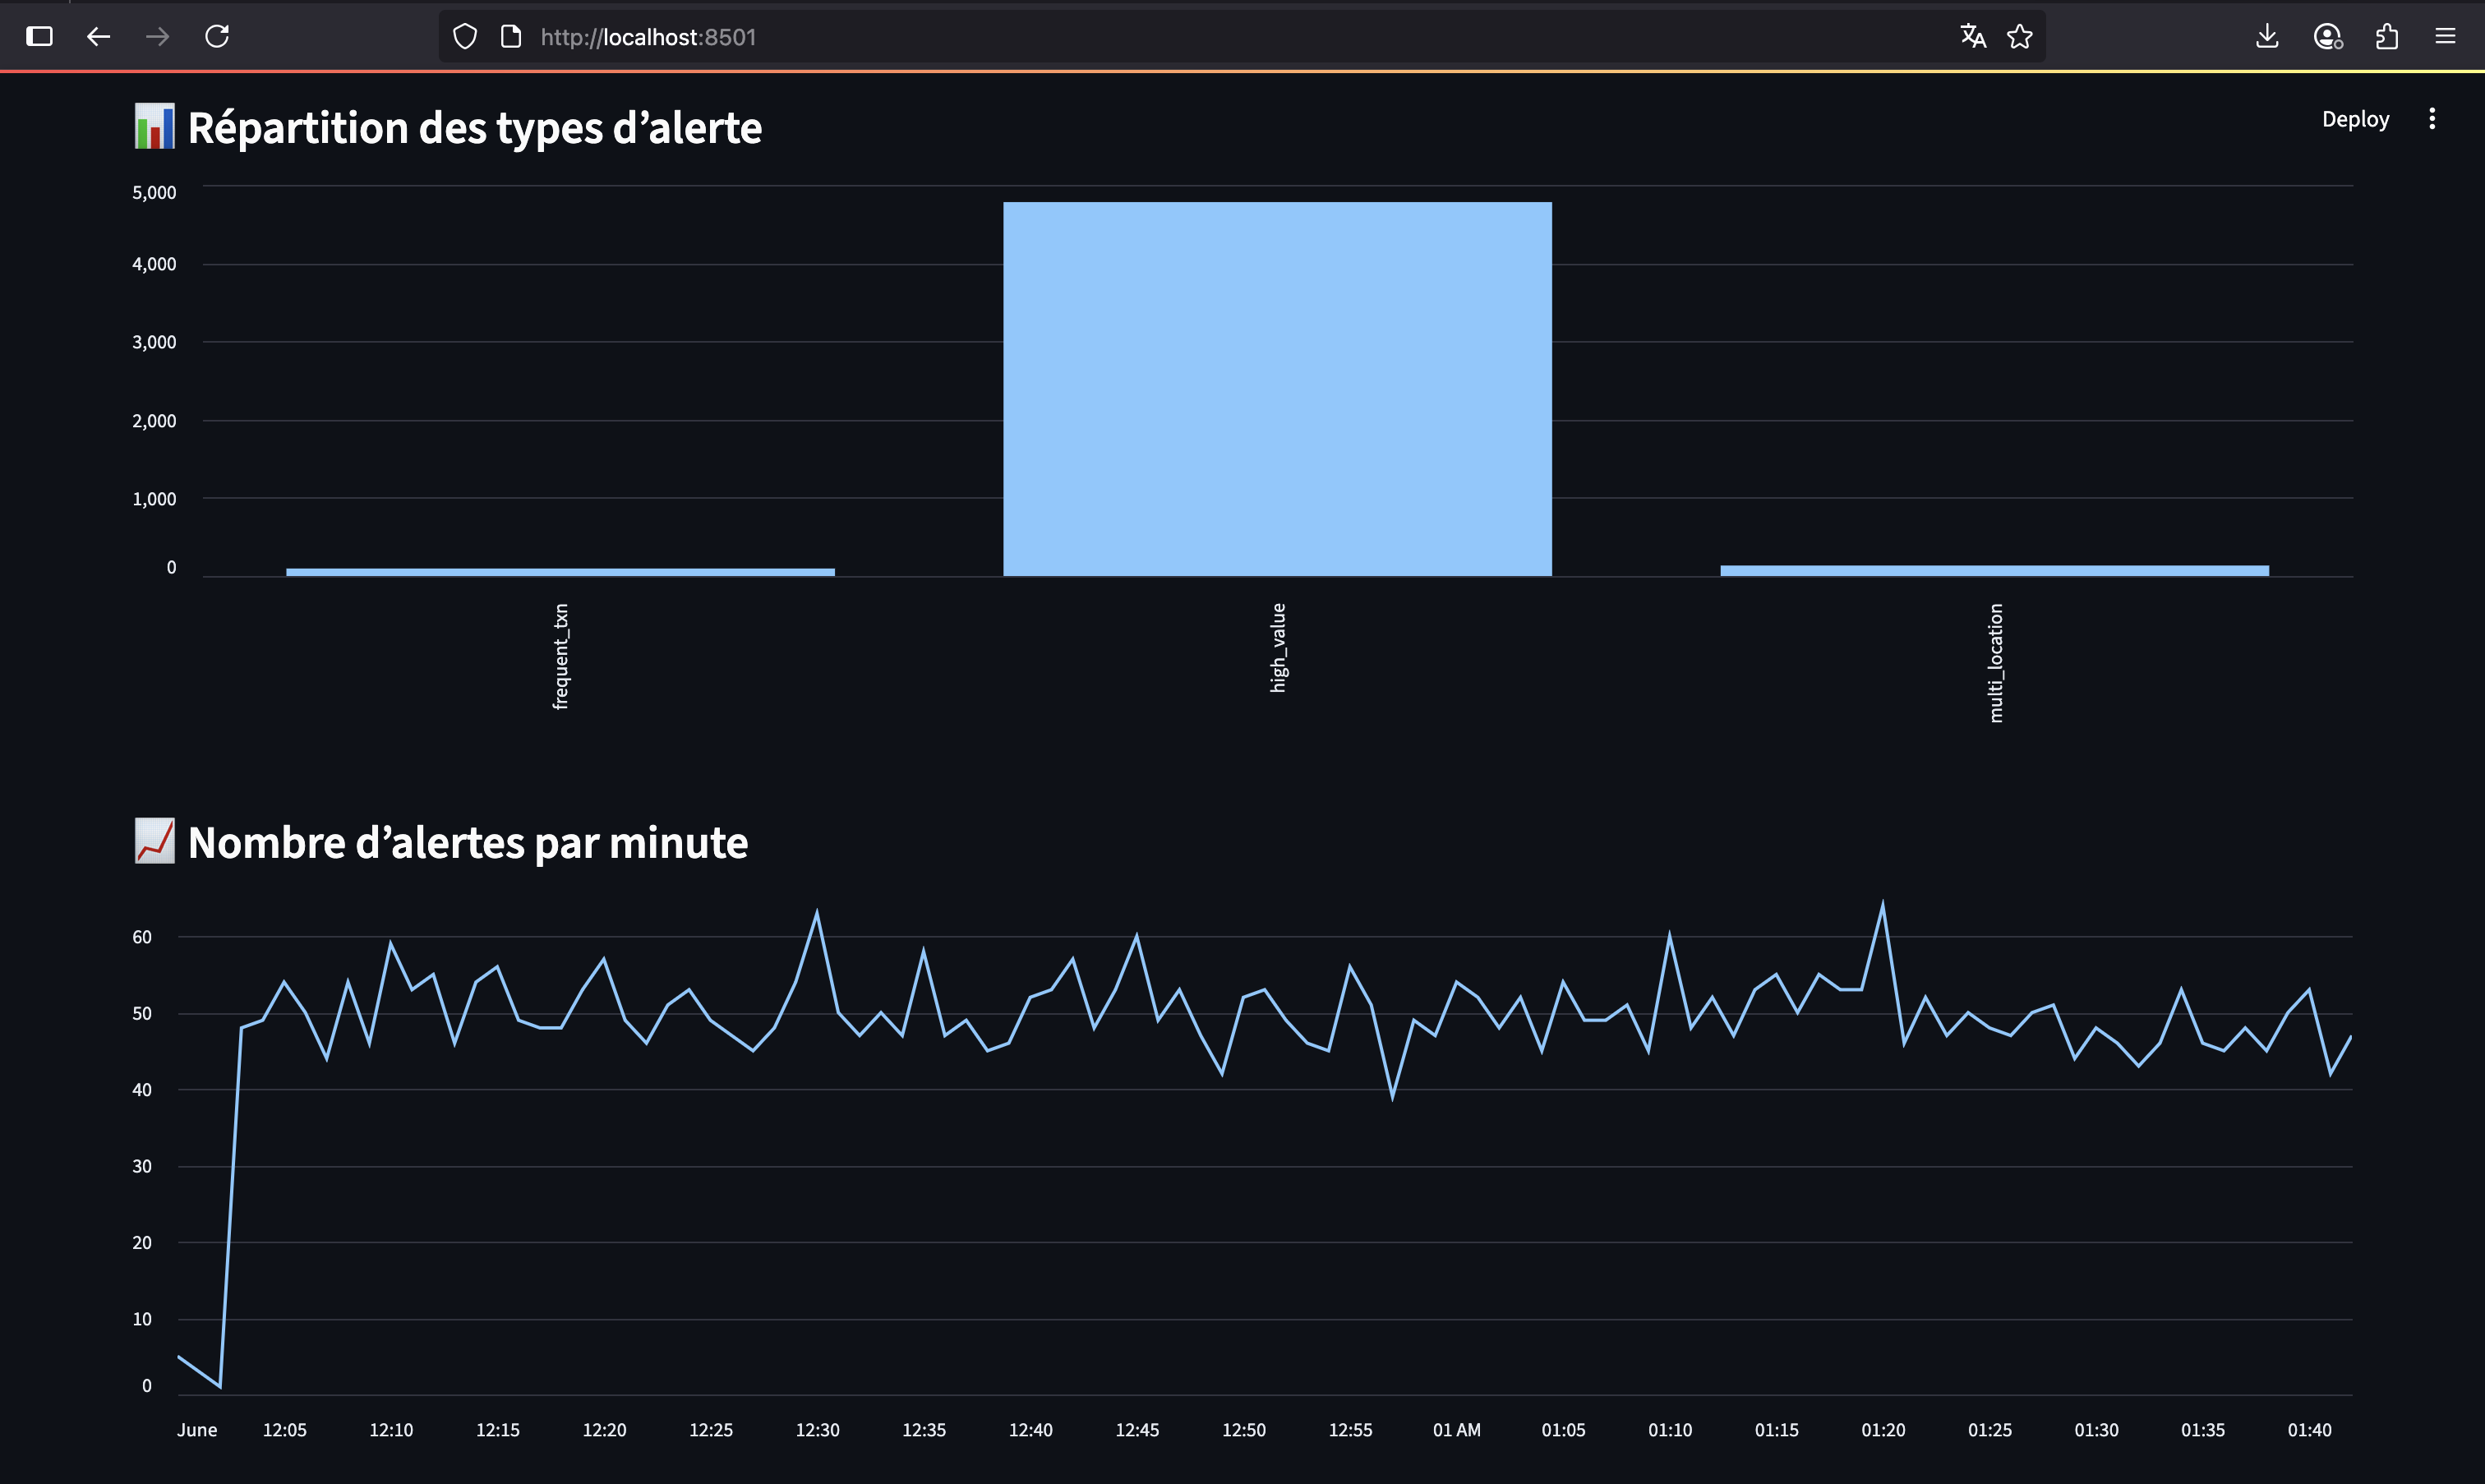 http://localhost:8501
Répartition des types d’alerte
Deploy
5,000
4,000
3,000
2,000
1,000
0
frequent_txn
high_value
multi_location
Nombre d’alertes par minute
60
50
40
30
20
10
0
June 12:05 12:10 12:15 12:20 12:25 12:30 12:35 12:40 12:45 12:50 12:55 01 AM 01:05 01:10 01:15 01:20 01:25 01:30 01:35 01:40